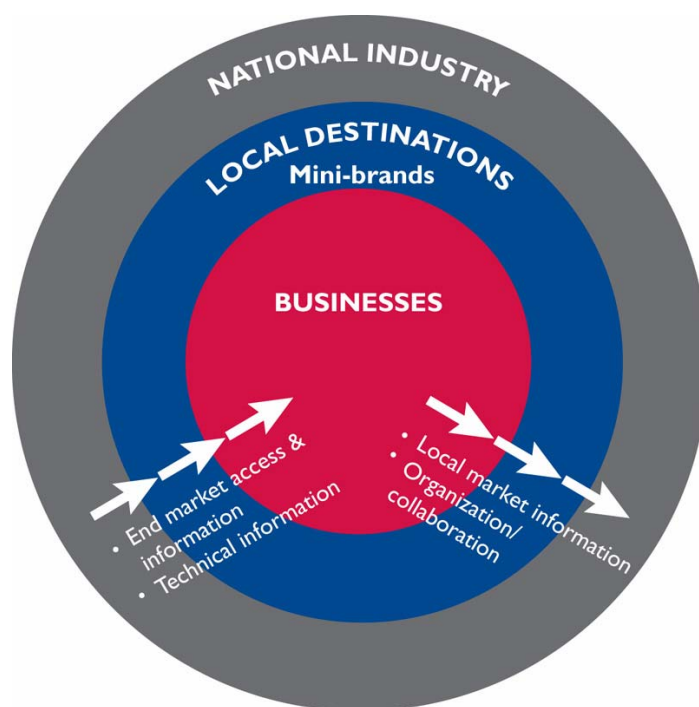 NATIONAL INDUSTRY
LOCAL DESTINATIONS
Mini-brands
BUSINESSES
• End market access &
information
• Technical information
• Local market information
• Organization/
collaboration